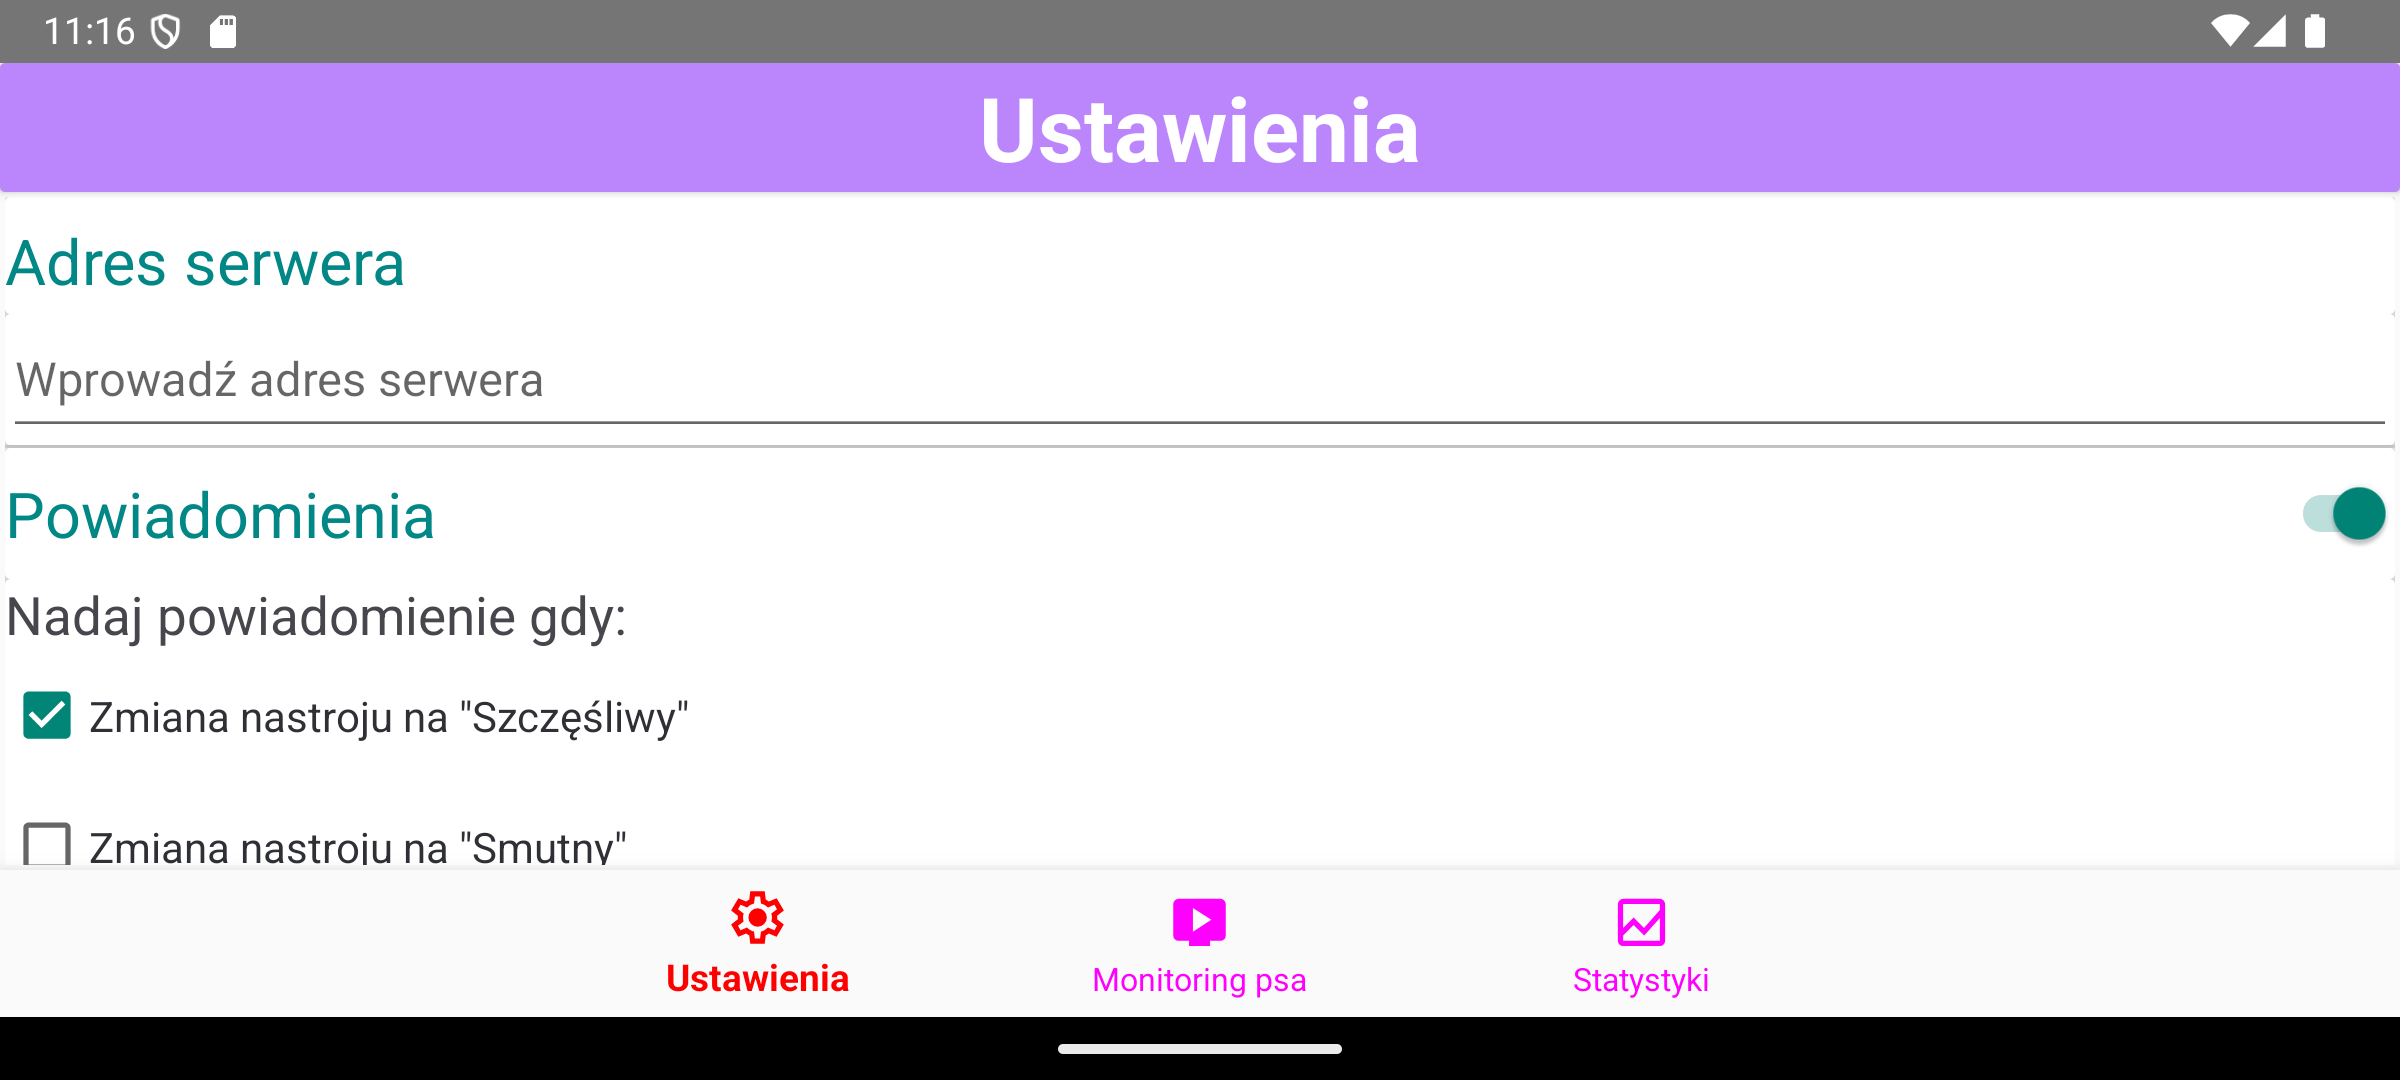 11:16
Ustawienia
Adres serwera
Wprowadź adres serwera
Powiadomienia
Nadaj powiadomienie gdy:
Zmiana nastroju na "Szczęśliwy"
Zmiana nastroju na "Smutny"
Ustawienia
Monitoring psa
Statystyki